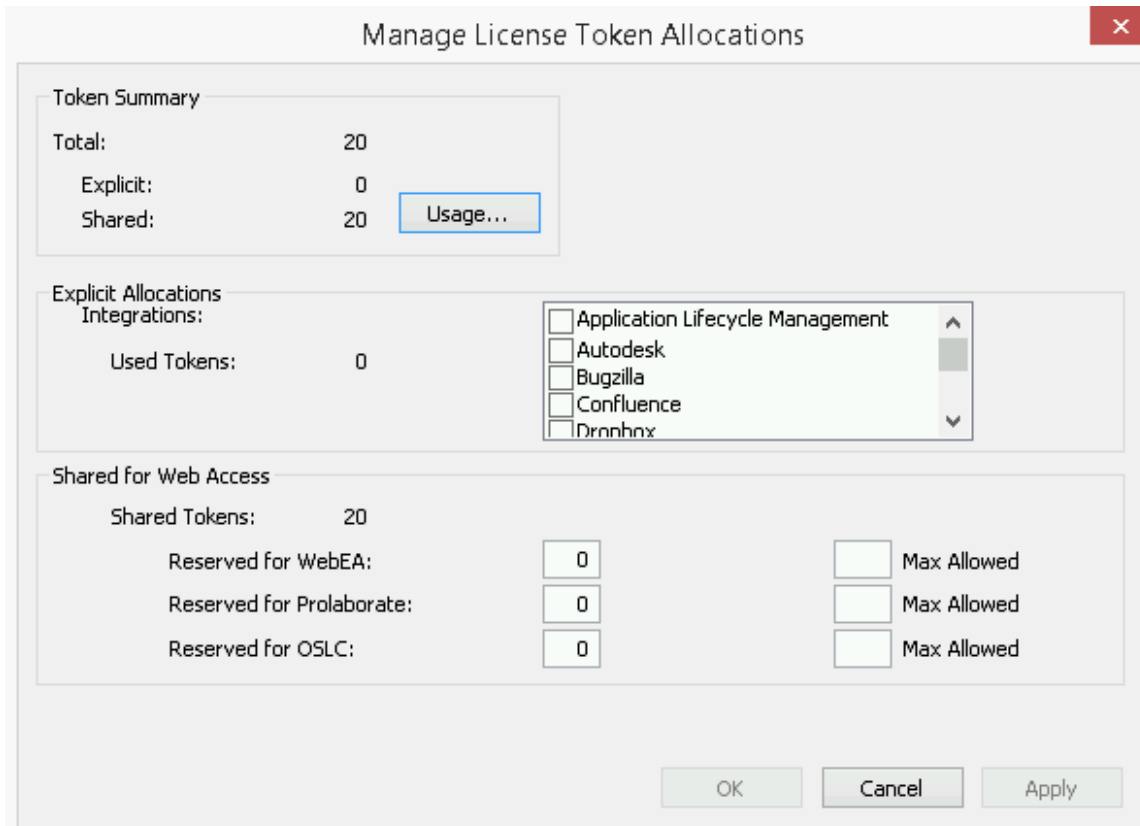 Manage License Token Allocations
Token Summary
Total: 20
Explicit: 0
Shared: 20 Usage...
Explicit Allocations
Integrations:
Used Tokens: 0
Application Lifecycle Management
Autodesk
Bugzilla
Confluence
Dropbox
Shared for Web Access
Shared Tokens: 20
Reserved for WebEA: 0 Max Allowed
Reserved for Prolaborate: 0 Max Allowed
Reserved for OSLC: 0 Max Allowed
OK Cancel Apply